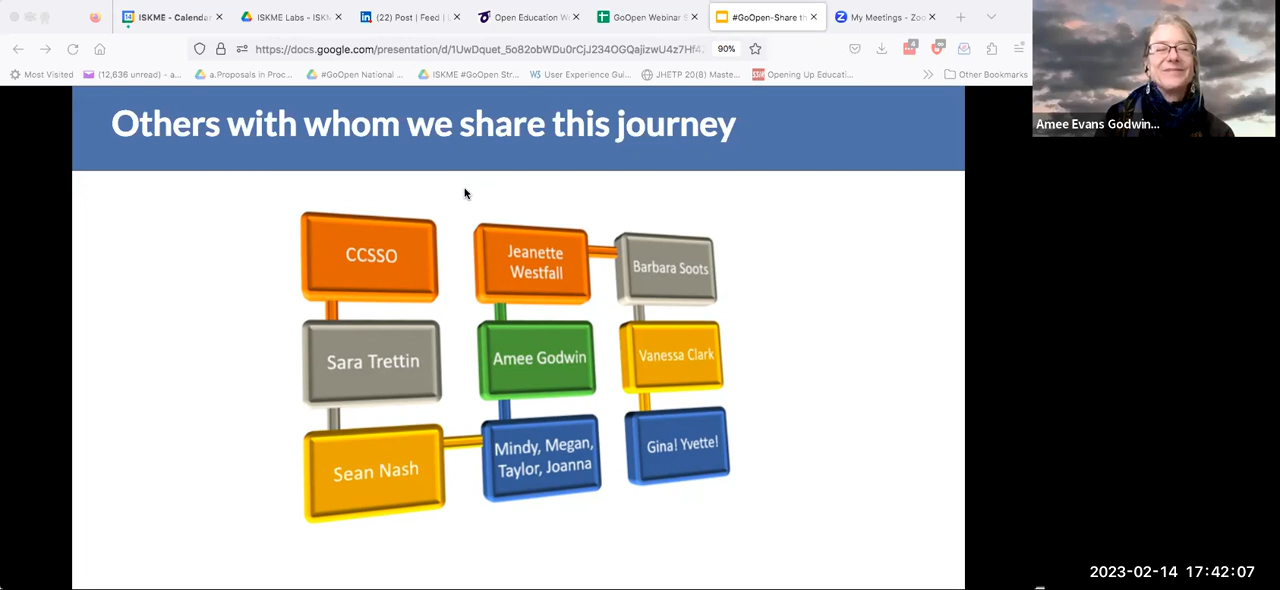 ISKME - Calendar
ISKME Labs - ISKM
(22) Post | Feed | L
Open Education W
GoOpen Webinar S
#GoOpen-Share th
My Meetings - Zoo
https://docs.google.com/presentation/d/1UwDquet_5o82obWDu0rCjJ234OGQajizwU4z7Hf4
90%
Most Visited
(12,636 unread) - a...
a.Proposals in Proc...
#GoOpen National ...
ISKME #GoOpen Str...
User Experience Gui...
JHETP 20(8) Maste...
Opening Up Educati...
Other Bookmarks
Amee Evans Godwin...
Others with whom we share this journey
CCSSO
Jeanette
Westfall
Barbara Soots
Sara Trettin
Amee Godwin
Vanessa Clark
Sean Nash
Mindy, Megan,
Taylor, Joanna
Gina! Yvette!
2023-02-14 17:42:07